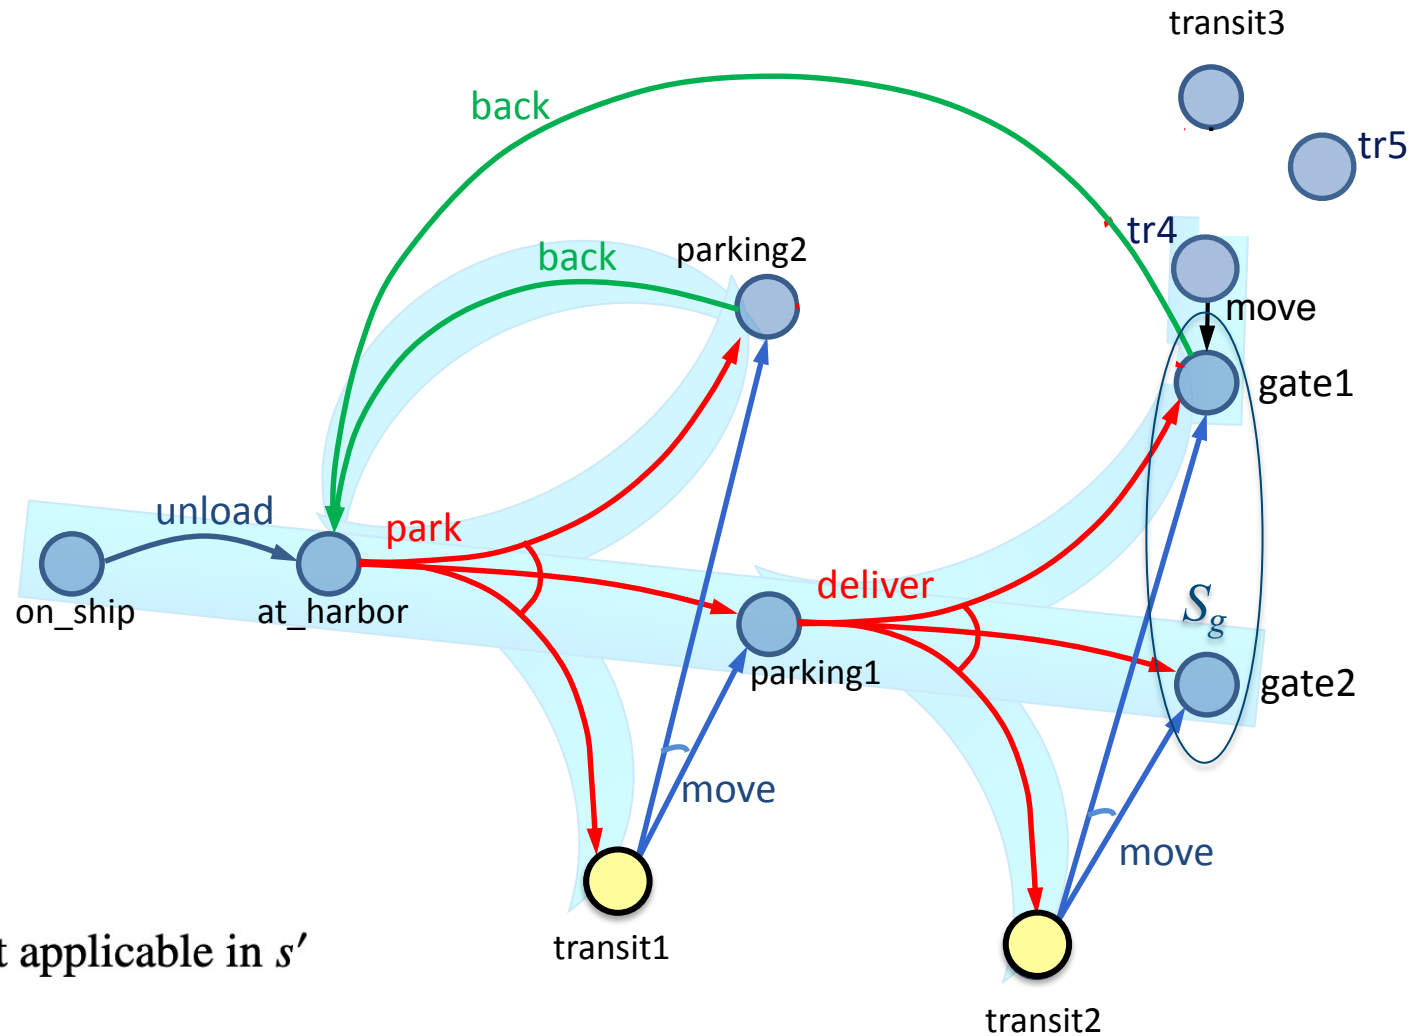 transit3
back
tr5
tr4
parking2
back
move
gate1
unload
park
deliver
on_ship
at_harbor
S_g
parking1
gate2
move
move
t applicable in s′
transit1
transit2